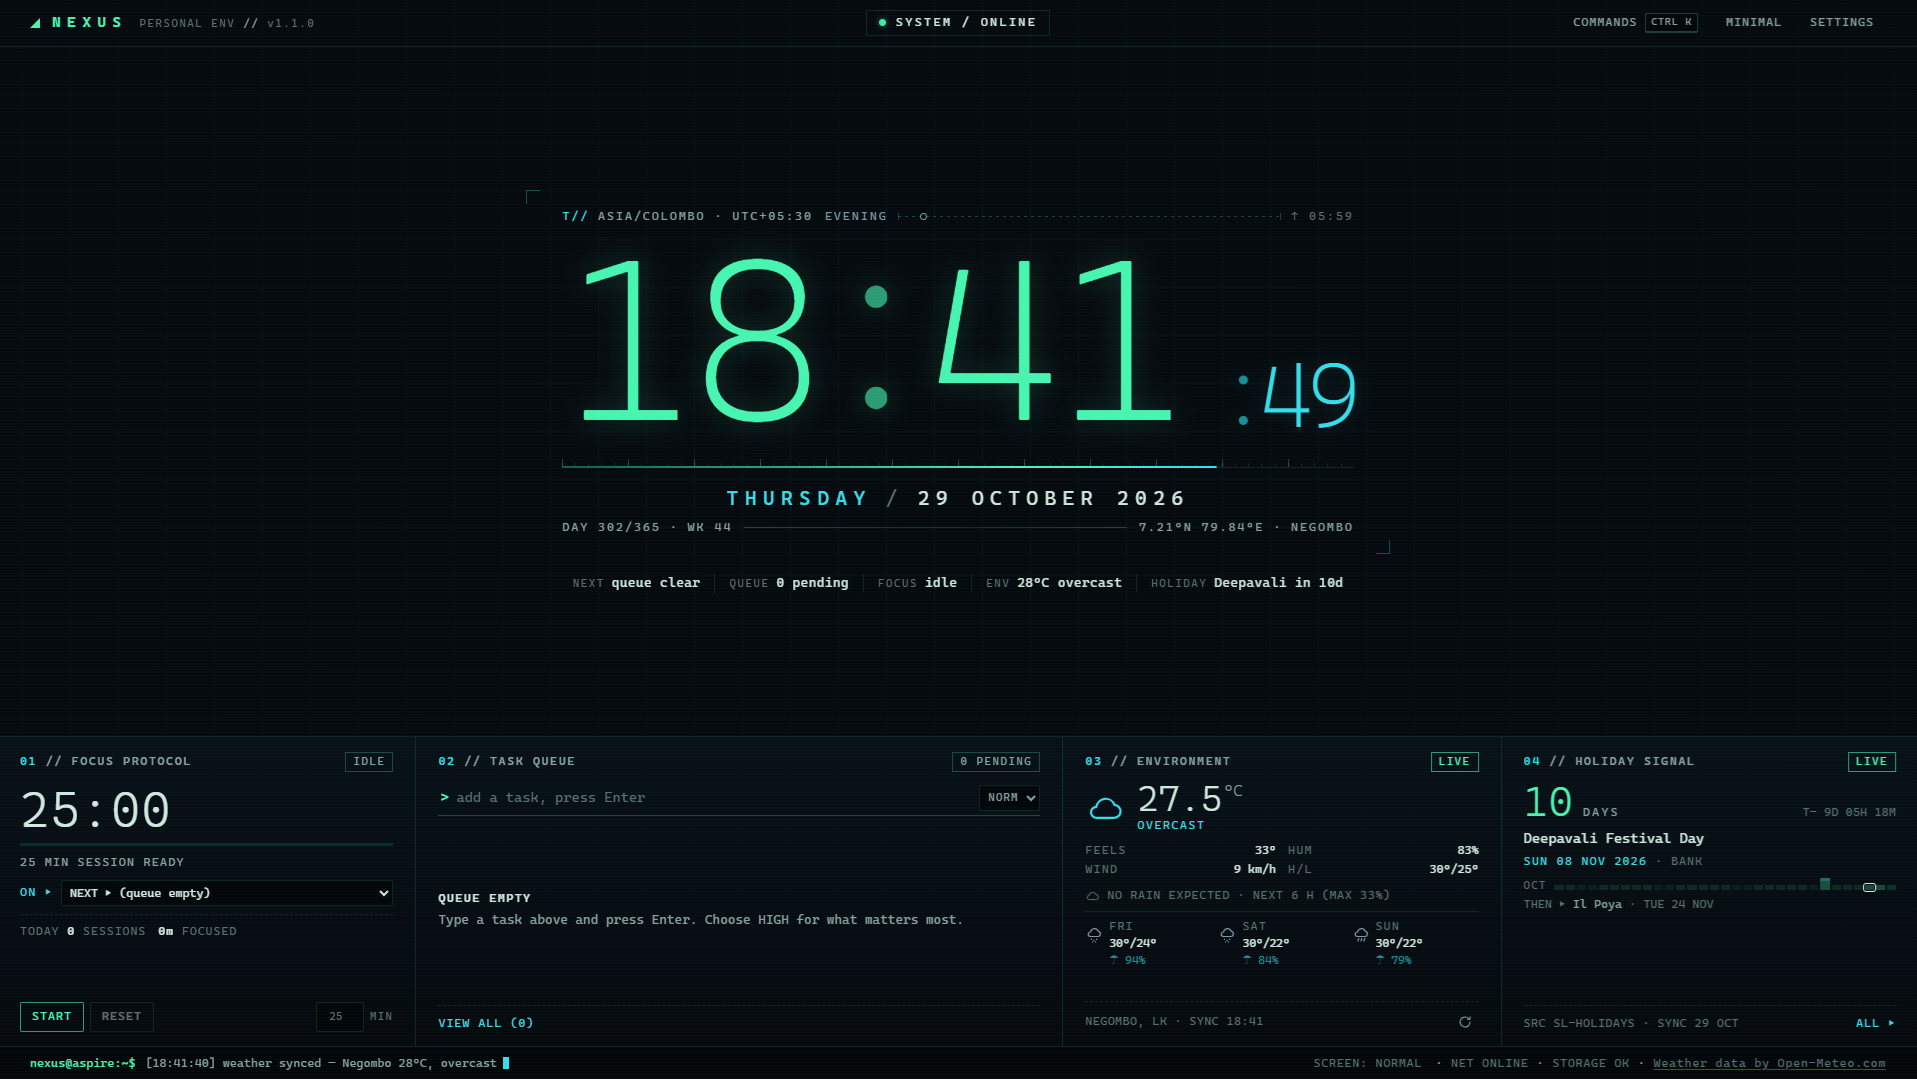 NEXUS PERSONAL ENV // v1.1.0
SYSTEM / ONLINE
COMMANDS CTRL K MINIMAL SETTINGS
T// ASIA/COLOMBO · UTC+05:30 EVENING ↑ 05:59
18:41 :49
THURSDAY / 29 OCTOBER 2026
DAY 302/365 · WK 44 7.21°N 79.84°E · NEGOMBO
NEXT queue clear QUEUE 0 pending FOCUS idle ENV 28°C overcast HOLIDAY Deepavali in 10d
01 // FOCUS PROTOCOL IDLE
25:00
25 MIN SESSION READY
ON ▸ NEXT ▸ (queue empty)
TODAY 0 SESSIONS 0m FOCUSED
START RESET 25 MIN
02 // TASK QUEUE 0 PENDING
> add a task, press Enter NORM
QUEUE EMPTY
Type a task above and press Enter. Choose HIGH for what matters most.
VIEW ALL (0)
03 // ENVIRONMENT LIVE
27.5°C
OVERCAST
FEELS 33° HUM 83%
WIND 9 km/h H/L 30°/25°
NO RAIN EXPECTED · NEXT 6 H (MAX 33%)
FRI SAT SUN
30°/24° 30°/22° 30°/22°
☂ 94% ☂ 84% ☂ 79%
NEGOMBO, LK · SYNC 18:41
04 // HOLIDAY SIGNAL LIVE
10 DAYS T− 9D 05H 18M
Deepavali Festival Day
SUN 08 NOV 2026 · BANK
OCT
THEN ▸ Il Poya · TUE 24 NOV
SRC SL-HOLIDAYS · SYNC 29 OCT ALL ▸
nexus@aspire:~$ [18:41:40] weather synced — Negombo 28°C, overcast
SCREEN: NORMAL · NET ONLINE · STORAGE OK · Weather data by Open-Meteo.com